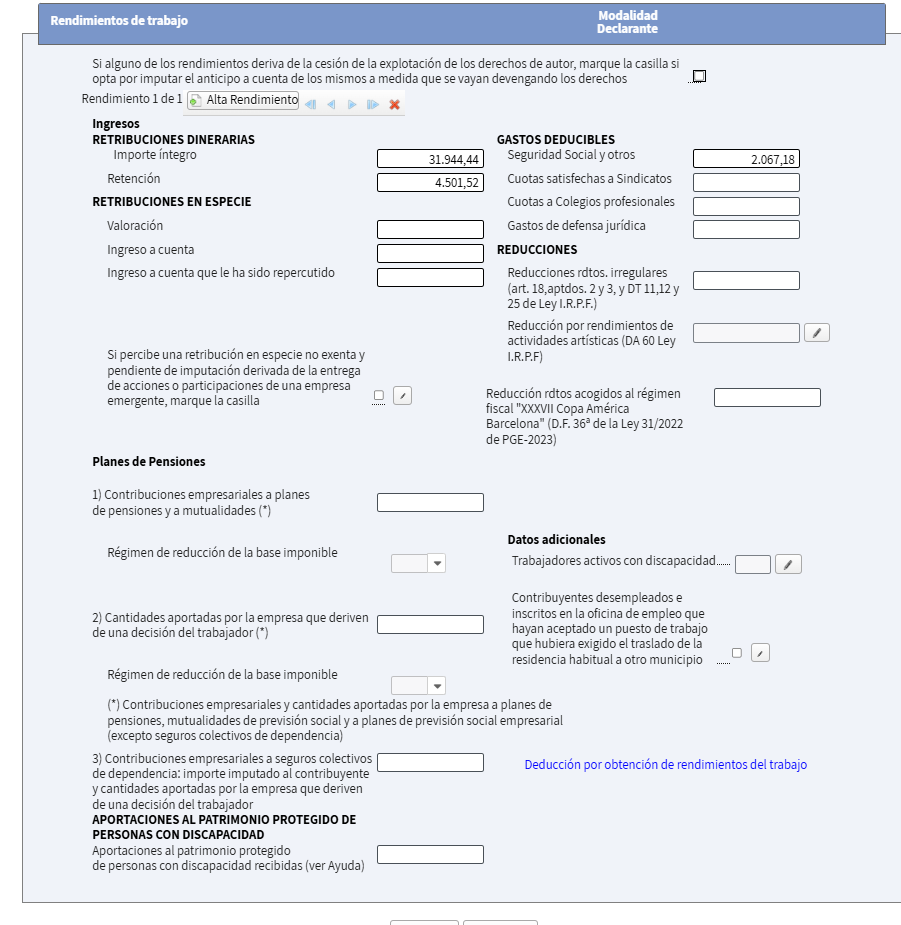 Rendimientos de trabajo
Modalidad
Declarante
Si alguno de los rendimientos deriva de la cesión de la explotación de los derechos de autor, marque la casilla si
opta por imputar el anticipo a cuenta de los mismos a medida que se vayan devengando los derechos
Rendimiento 1 de 1
Alta Rendimiento
Ingresos
RETRIBUCIONES DINERARIAS
Importe íntegro
31.944,44
Retención
4.501,52
RETRIBUCIONES EN ESPECIE
Valoración
Ingreso a cuenta
Ingreso a cuenta que le ha sido repercutido
Si percibe una retribución en especie no exenta y
pendiente de imputación derivada de la entrega
de acciones o participaciones de una empresa
emergente, marque la casilla
GASTOS DEDUCIBLES
Seguridad Social y otros
2.067,18
Cuotas satisfechas a Sindicatos
Cuotas a Colegios profesionales
Gastos de defensa jurídica
REDUCCIONES
Reducciones rdtos. irregulares
(art. 18,aptdos. 2 y 3, y DT 11,12 y
25 de Ley I.R.P.F.)
Reducción por rendimientos de
actividades artísticas (DA 60 Ley
I.R.P.F)
Reducción rdtos acogidos al régimen
fiscal "XXXVII Copa América
Barcelona" (D.F. 36ª de la Ley 31/2022
de PGE-2023)
Planes de Pensiones
1) Contribuciones empresariales a planes
de pensiones y a mutualidades (*)
Régimen de reducción de la base imponible
2) Cantidades aportadas por la empresa que deriven
de una decisión del trabajador (*)
Régimen de reducción de la base imponible
Datos adicionales
Trabajadores activos con discapacidad
Contribuyentes desempleados e
inscritos en la oficina de empleo que
hayan aceptado un puesto de trabajo
que hubiera exigido el traslado de la
residencia habitual a otro municipio
(*) Contribuciones empresariales y cantidades aportadas por la empresa a planes de
pensiones, mutualidades de previsión social y a planes de previsión social empresarial
(excepto seguros colectivos de dependencia)
3) Contribuciones empresariales a seguros colectivos
de dependencia: importe imputado al contribuyente
y cantidades aportadas por la empresa que deriven
de una decisión del trabajador
Deducción por obtención de rendimientos del trabajo
APORTACIONES AL PATRIMONIO PROTEGIDO DE
PERSONAS CON DISCAPACIDAD
Aportaciones al patrimonio protegido
de personas con discapacidad recibidas (ver Ayuda)